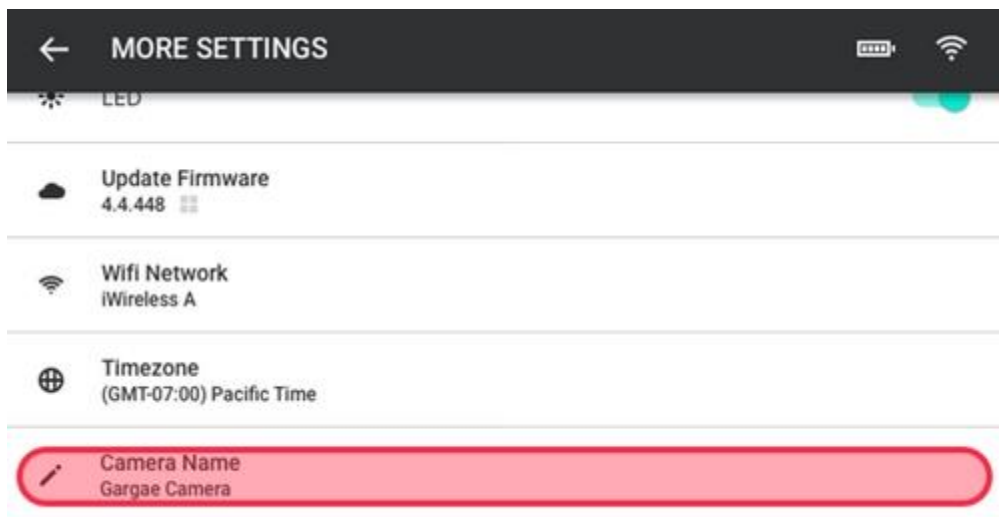 MORE SETTINGS
LED
Update Firmware
4.4.448
Wifi Network
iWireless A
Timezone
(GMT-07:00) Pacific Time
Camera Name
Gargae Camera